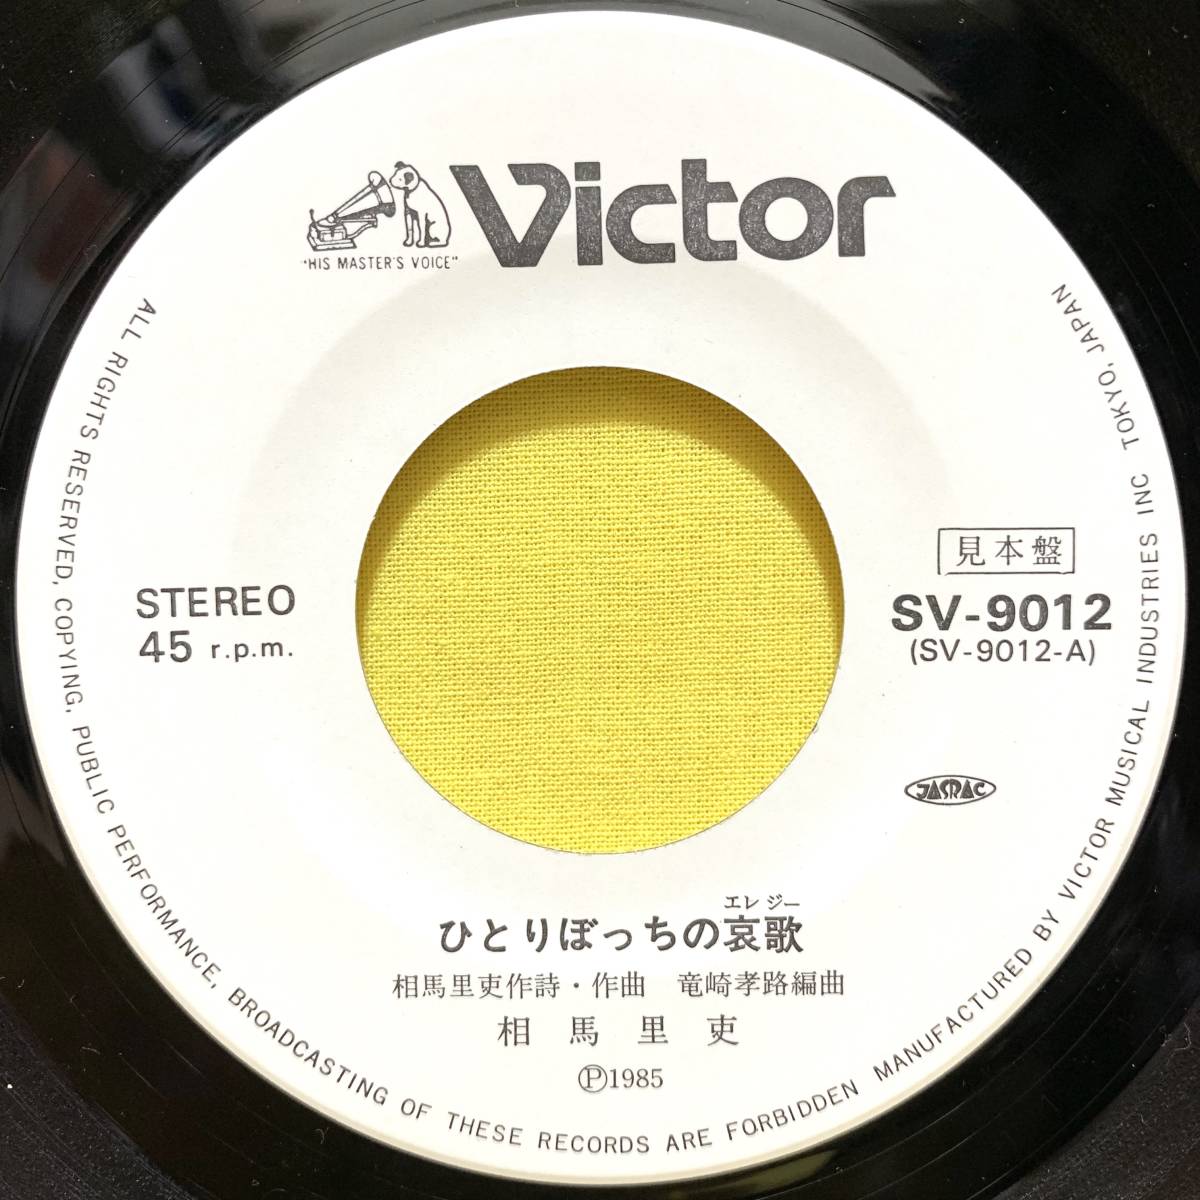 Victor
"HIS MASTER'S VOICE"
STEREO
45 r.p.m.
見本盤
SV-9012
(SV-9012-A)
JASRAC
エレジー
ひとりぼっちの哀歌
相馬里吏作詩・作曲 竜崎孝路編曲
相馬里吏
Ⓟ1985
ALL RIGHTS RESERVED, COPYING, PUBLIC PERFORMANCE, BROADCASTING OF THESE RECORDS ARE FORBIDDEN MANUFACTURED BY VICTOR MUSICAL INDUSTRIES INC TOKYO, JAPAN